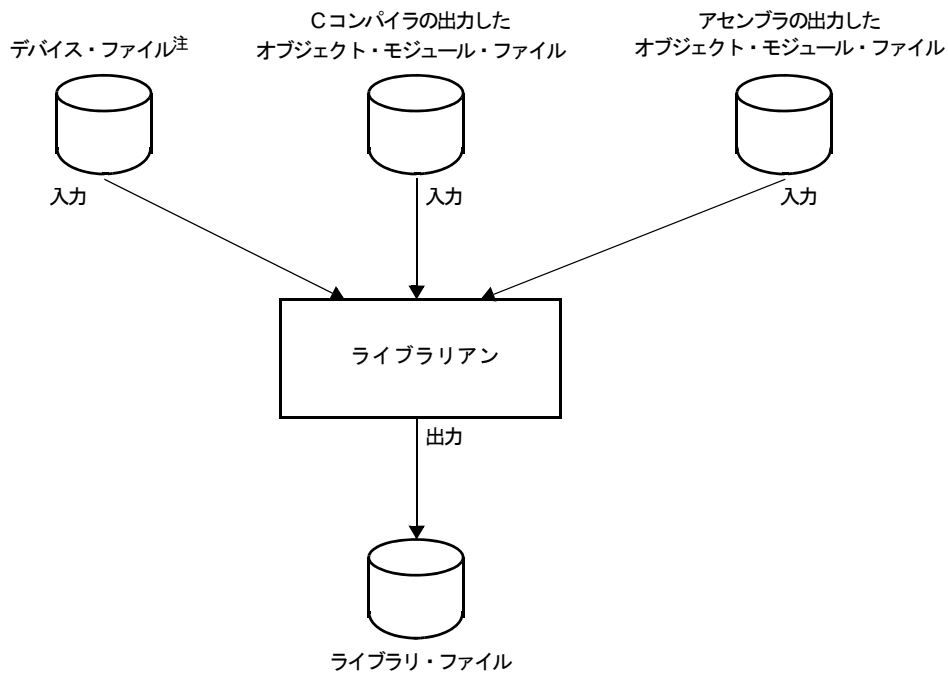 デバイス・ファイル注
Cコンパイラの出力した
オブジェクト・モジュール・ファイル
アセンブラの出力した
オブジェクト・モジュール・ファイル
入力
入力
入力
ライブラリアン
出力
ライブラリ・ファイル